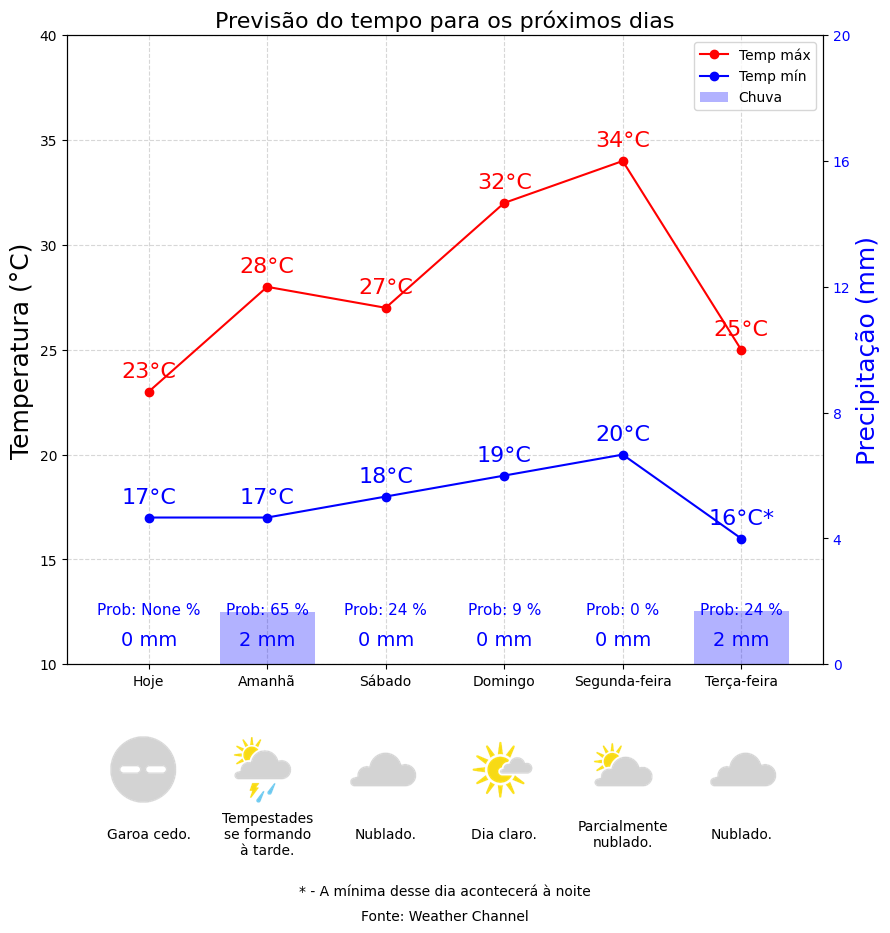 Previsão do tempo para os próximos dias
Temperatura (°C)
Precipitação (mm)
40
35
30
25
20
15
10
20
16
12
8
4
0
Temp máx
Temp mín
Chuva
23°C
28°C
27°C
32°C
34°C
25°C
17°C
17°C
18°C
19°C
20°C
16°C*
Prob: None %
Prob: 65 %
Prob: 24 %
Prob: 9 %
Prob: 0 %
Prob: 24 %
0 mm
2 mm
0 mm
0 mm
0 mm
2 mm
Hoje
Amanhã
Sábado
Domingo
Segunda-feira
Terça-feira
Garoa cedo.
Tempestades
se formando
à tarde.
Nublado.
Dia claro.
Parcialmente
nublado.
Nublado.
* - A mínima desse dia acontecerá à noite
Fonte: Weather Channel